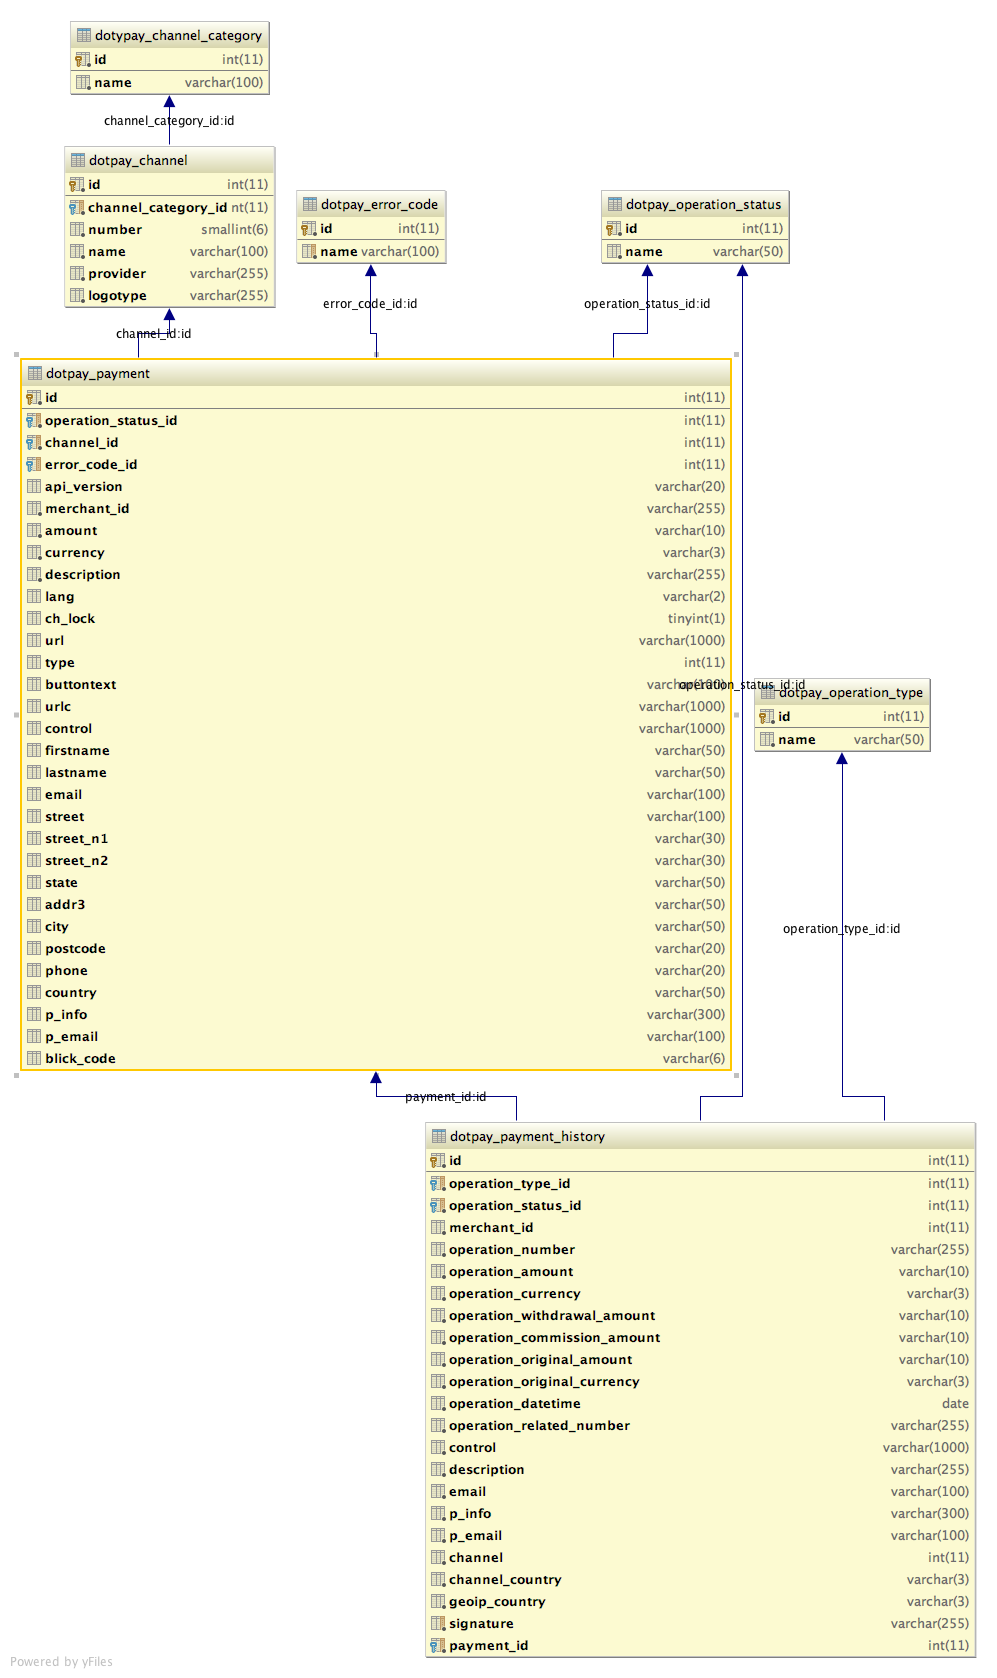 dotypay_channel_category
id int(11)
name varchar(100)
channel_category_id:id
dotpay_channel
id int(11)
channel_category_id nt(11)
number smallint(6)
name varchar(100)
provider varchar(255)
logotype varchar(255)
dotpay_error_code
id int(11)
name varchar(100)
dotpay_operation_status
id int(11)
name varchar(50)
channel_id:id
error_code_id:id
operation_status_id:id
dotpay_payment
id int(11)
operation_status_id int(11)
channel_id int(11)
error_code_id int(11)
api_version varchar(20)
merchant_id varchar(255)
amount varchar(10)
currency varchar(3)
description varchar(255)
lang varchar(2)
ch_lock tinyint(1)
url varchar(1000)
type int(11)
buttontext varchar(100)
urlc varchar(1000)
control varchar(1000)
firstname varchar(50)
lastname varchar(50)
email varchar(100)
street varchar(100)
street_n1 varchar(30)
street_n2 varchar(30)
state varchar(50)
addr3 varchar(50)
city varchar(50)
postcode varchar(20)
phone varchar(20)
country varchar(50)
p_info varchar(300)
p_email varchar(100)
blick_code varchar(6)
operation_status_id:id
dotpay_operation_type
id int(11)
name varchar(50)
operation_type_id:id
payment_id:id
dotpay_payment_history
id int(11)
operation_type_id int(11)
operation_status_id int(11)
merchant_id int(11)
operation_number varchar(255)
operation_amount varchar(10)
operation_currency varchar(3)
operation_withdrawal_amount varchar(10)
operation_commission_amount varchar(10)
operation_original_amount varchar(10)
operation_original_currency varchar(3)
operation_datetime date
operation_related_number varchar(255)
control varchar(1000)
description varchar(255)
email varchar(100)
p_info varchar(300)
p_email varchar(100)
channel int(11)
channel_country varchar(3)
geoip_country varchar(3)
signature varchar(255)
payment_id int(11)
Powered by yFiles